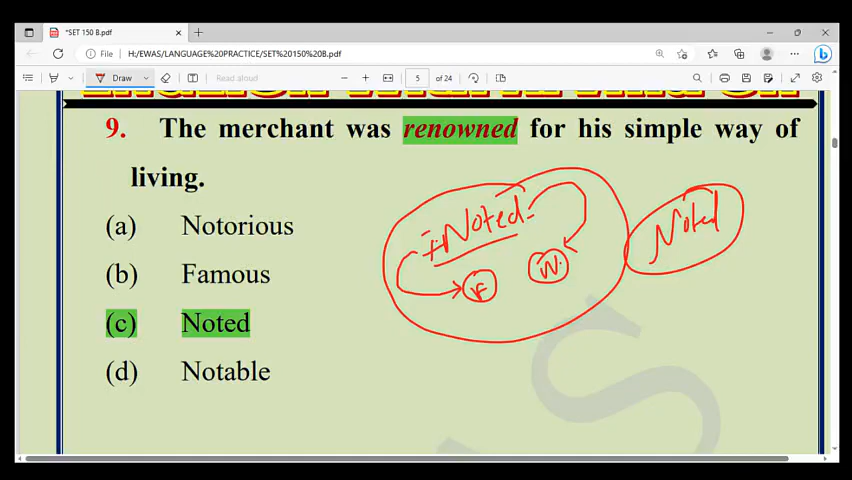 *SET 150 B.pdf
File
H:/EWAS/LANGUAGE%20PRACTICE/SET%20150%20B.pdf
Draw
Read aloud
5
of 24
9. The merchant was renowned for his simple way of
living.
(a) Notorious
(b) Famous
(c) Noted
(d) Notable
Noted
F
N
Noted
S